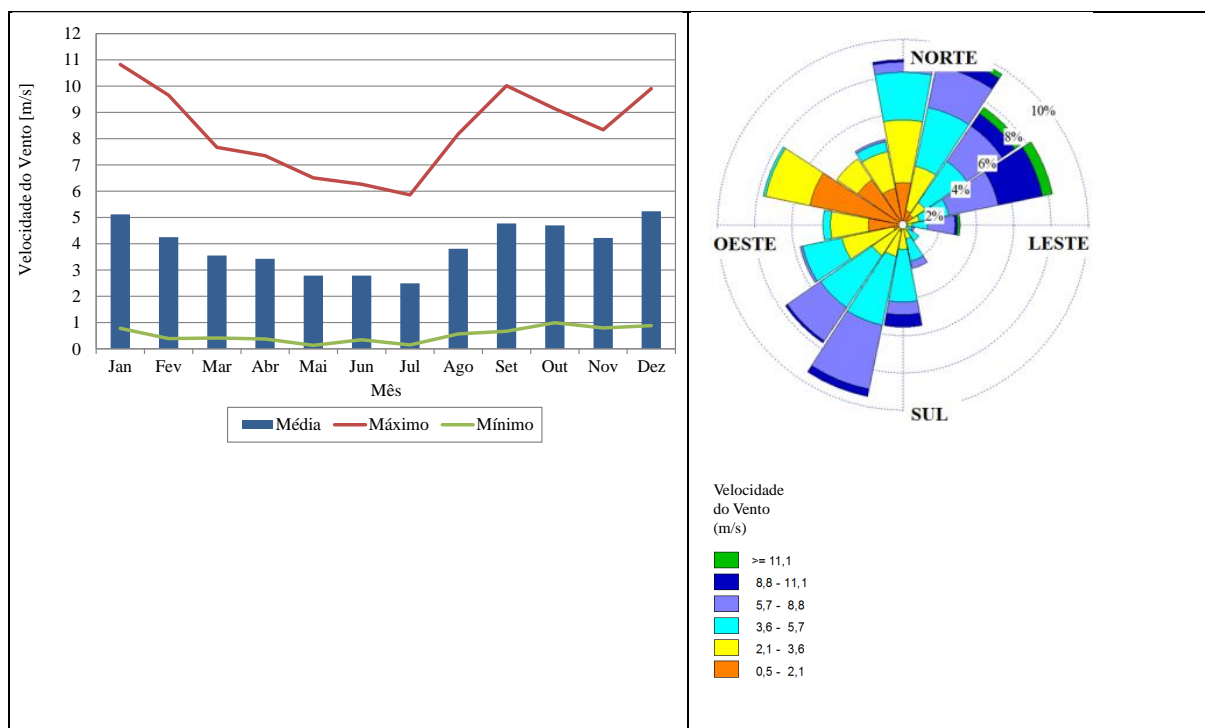 Velocidade do Vento [m/s]
12
11
10
9
8
7
6
5
4
3
2
1
0
Jan Fev Mar Abr Mai Jun Jul Ago Set Out Nov Dez
Mês
Média Máximo Mínimo
NORTE
10%
8%
6%
4%
2%
OESTE LESTE
SUL
Velocidade
do Vento
(m/s)
>= 11,1
8,8 - 11,1
5,7 - 8,8
3,6 - 5,7
2,1 - 3,6
0,5 - 2,1